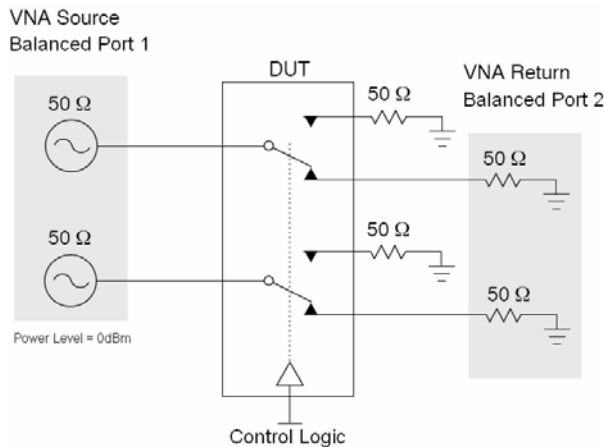 VNA Source
Balanced Port 1
DUT
VNA Return
Balanced Port 2
50 Ω
50 Ω
50 Ω
50 Ω
50 Ω
50 Ω
Power Level = 0dBm
Control Logic